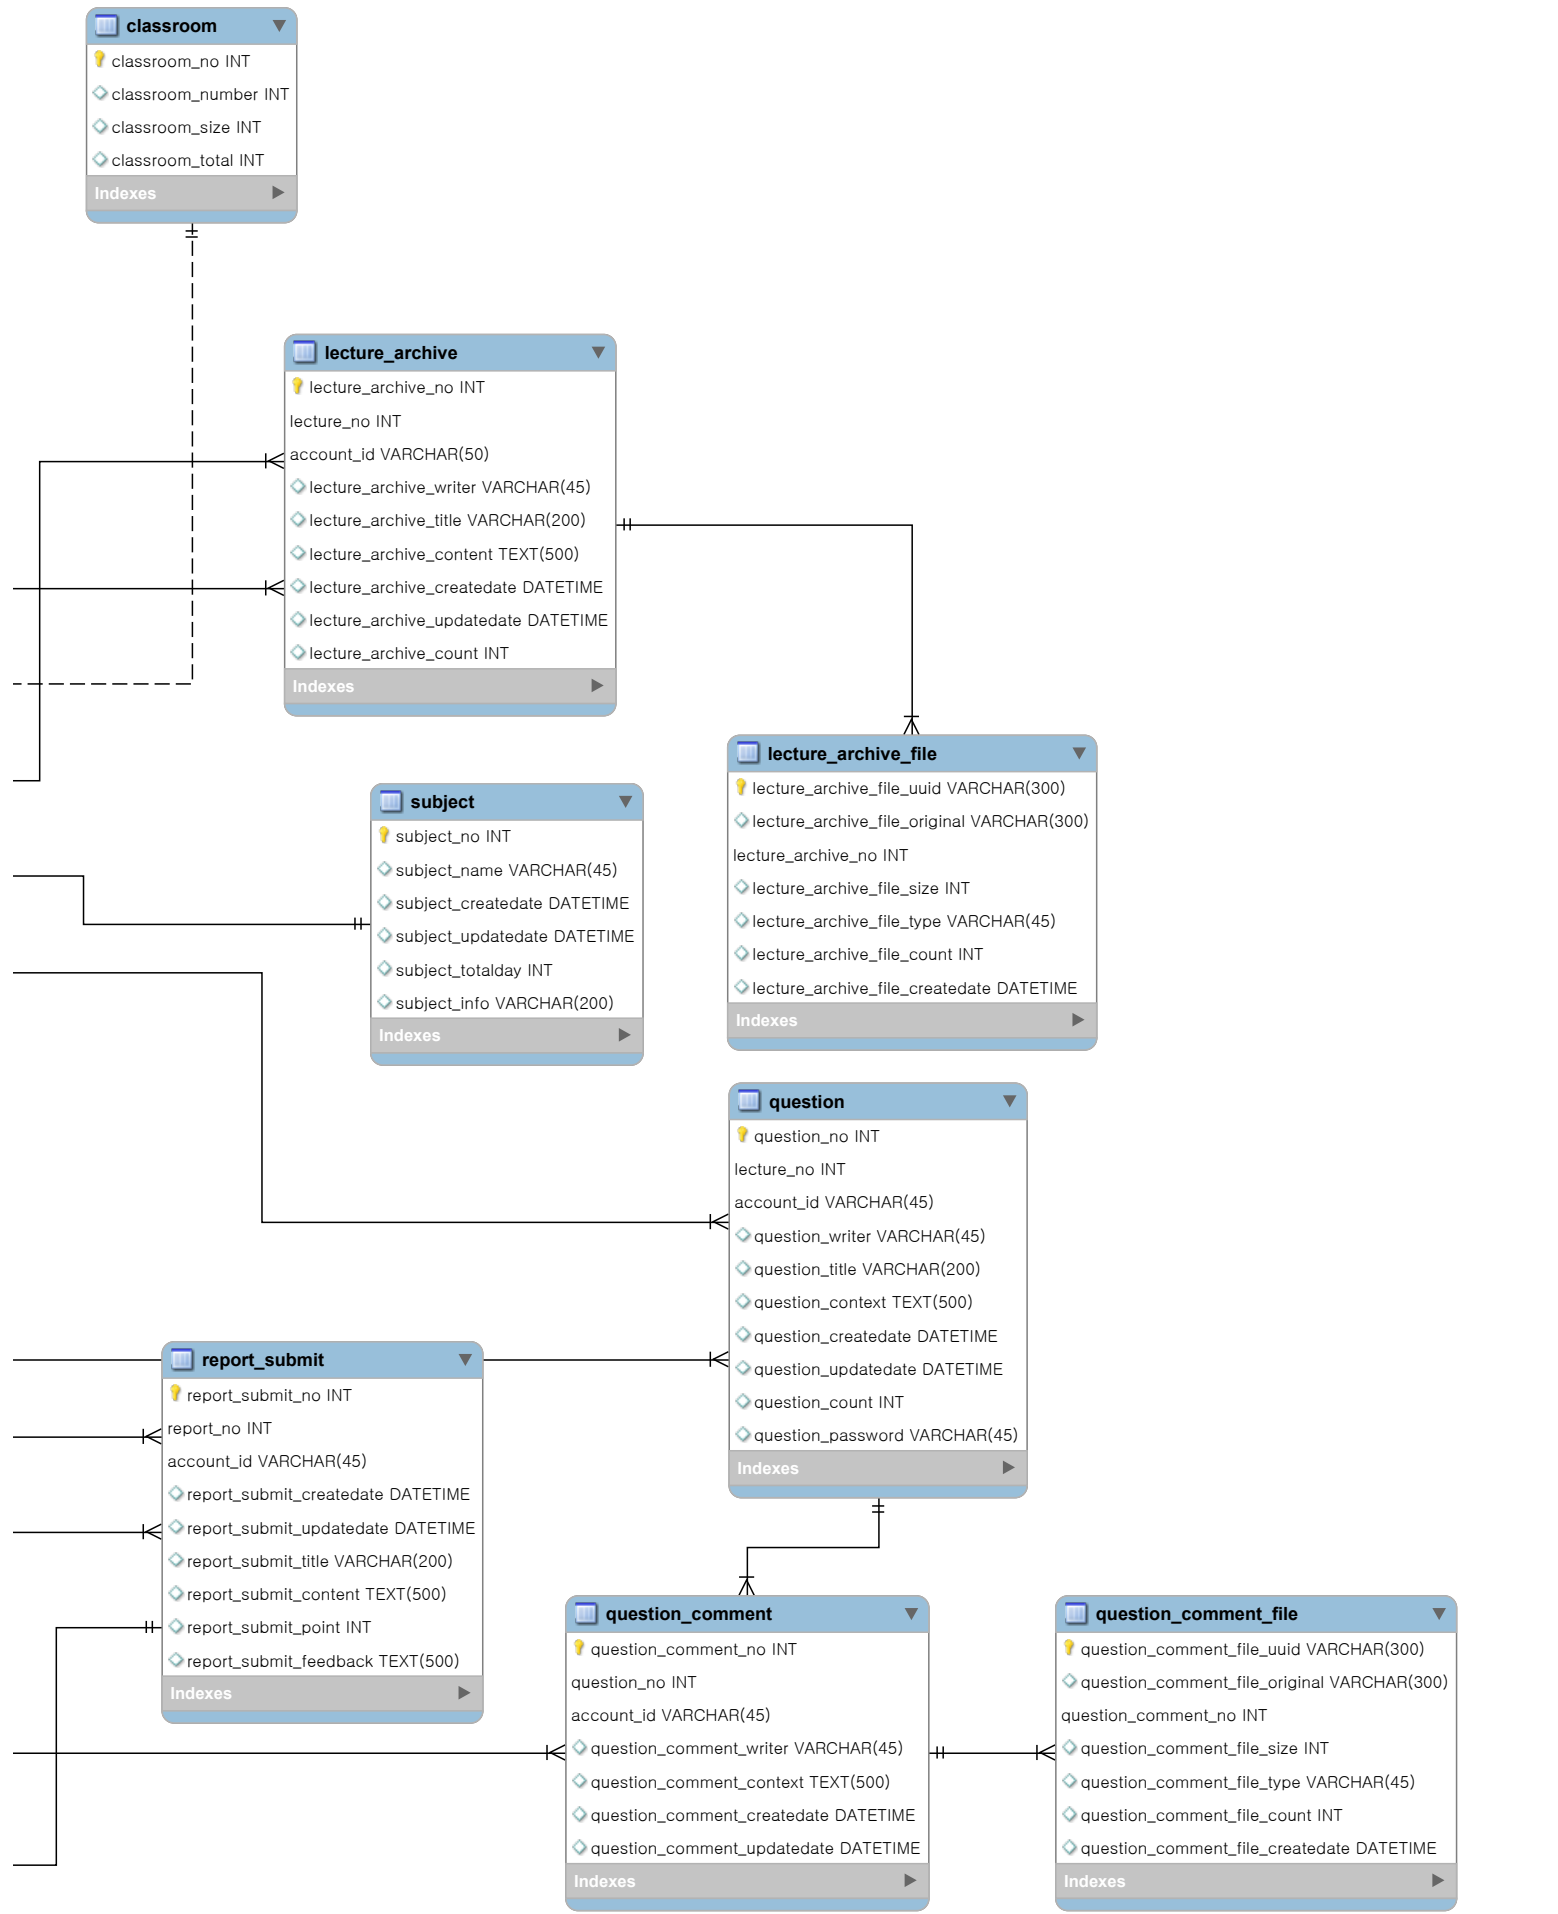 classroom
classroom_no INT
classroom_number INT
classroom_size INT
classroom_total INT
Indexes
lecture_archive
lecture_archive_no INT
lecture_no INT
account_id VARCHAR(50)
lecture_archive_writer VARCHAR(45)
lecture_archive_title VARCHAR(200)
lecture_archive_content TEXT(500)
lecture_archive_createdate DATETIME
lecture_archive_updatedate DATETIME
lecture_archive_count INT
Indexes
lecture_archive_file
lecture_archive_file_uuid VARCHAR(300)
lecture_archive_file_original VARCHAR(300)
lecture_archive_no INT
lecture_archive_file_size INT
lecture_archive_file_type VARCHAR(45)
lecture_archive_file_count INT
lecture_archive_file_createdate DATETIME
Indexes
subject
subject_no INT
subject_name VARCHAR(45)
subject_createdate DATETIME
subject_updatedate DATETIME
subject_totalday INT
subject_info VARCHAR(200)
Indexes
question
question_no INT
lecture_no INT
account_id VARCHAR(45)
question_writer VARCHAR(45)
question_title VARCHAR(200)
question_context TEXT(500)
question_createdate DATETIME
question_updatedate DATETIME
question_count INT
question_password VARCHAR(45)
Indexes
report_submit
report_submit_no INT
report_no INT
account_id VARCHAR(45)
report_submit_createdate DATETIME
report_submit_updatedate DATETIME
report_submit_title VARCHAR(200)
report_submit_content TEXT(500)
report_submit_point INT
report_submit_feedback TEXT(500)
Indexes
question_comment
question_comment_no INT
question_no INT
account_id VARCHAR(45)
question_comment_writer VARCHAR(45)
question_comment_context TEXT(500)
question_comment_createdate DATETIME
question_comment_updatedate DATETIME
Indexes
question_comment_file
question_comment_file_uuid VARCHAR(300)
question_comment_file_original VARCHAR(300)
question_comment_no INT
question_comment_file_size INT
question_comment_file_type VARCHAR(45)
question_comment_file_count INT
question_comment_file_createdate DATETIME
Indexes